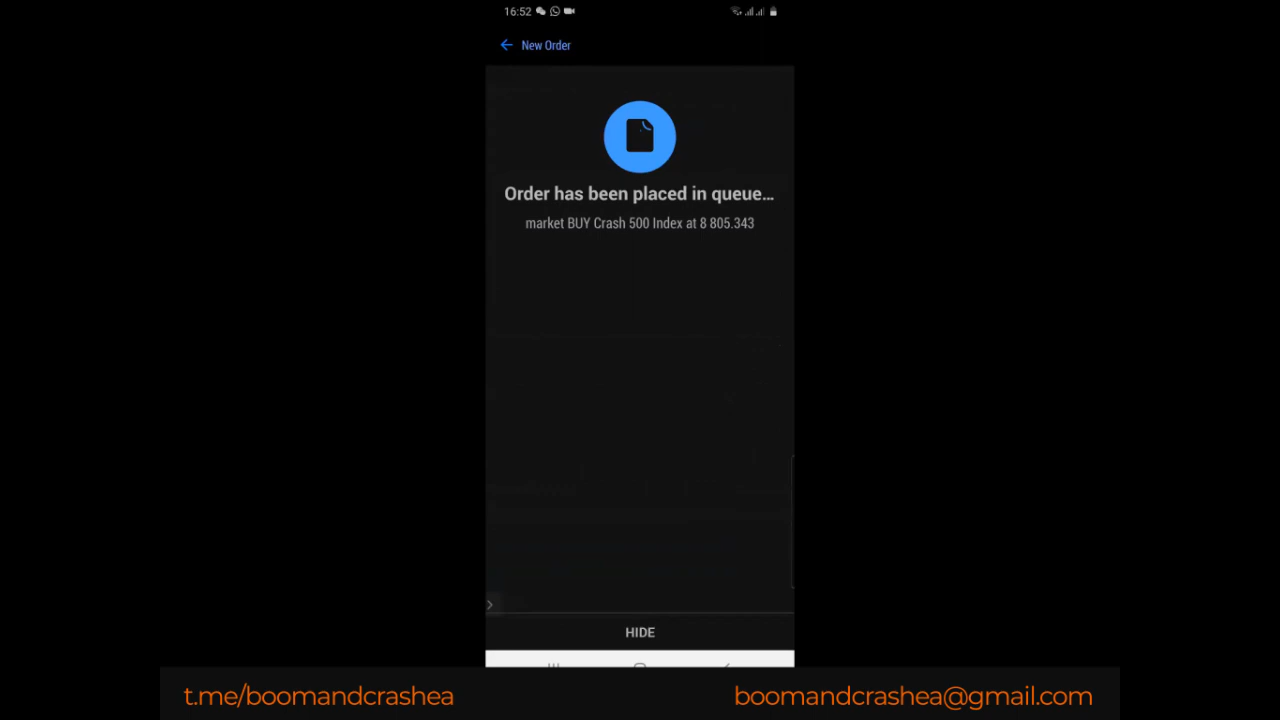 16:52
New Order
Order has been placed in queue...
market BUY Crash 500 Index at 8 805.343
HIDE
t.me/boomandcrashea
boomandcrashea@gmail.com